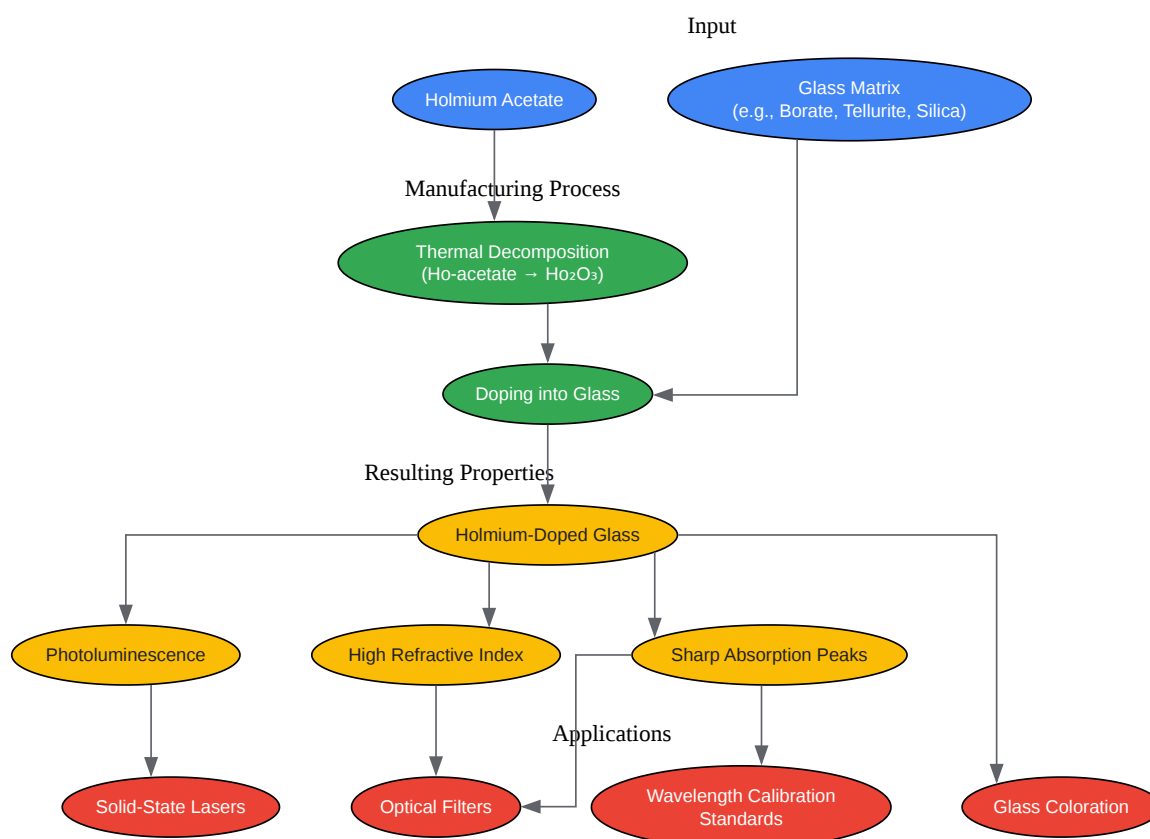 Input
Holmium Acetate
Glass Matrix
(e.g., Borate, Tellurite, Silica)
Manufacturing Process
Thermal Decomposition
(Ho-acetate → Ho₂O₃)
Doping into Glass
Resulting Properties
Holmium-Doped Glass
Photoluminescence
High Refractive Index
Sharp Absorption Peaks
Applications
Solid-State Lasers
Optical Filters
Wavelength Calibration
Standards
Glass Coloration